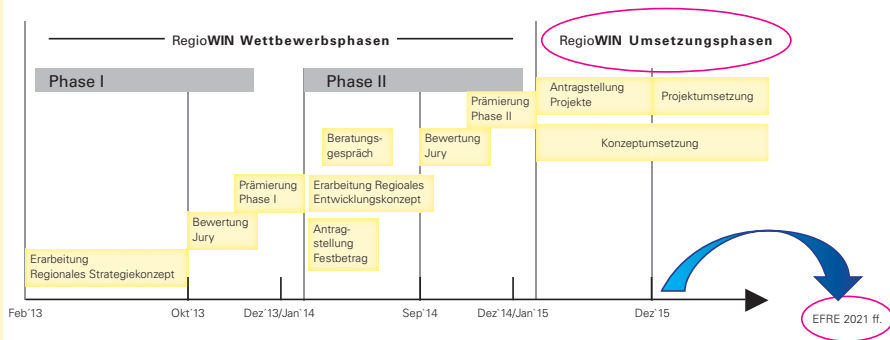 RegioWIN Wettbewerbsphasen
RegioWIN Umsetzungsphasen
Phase I
Phase II
Antragstellung
Projekte
Projektumsetzung
Prämierung
Phase II
Beratungs-
gespräch
Bewertung
Jury
Konzeptumsetzung
Prämierung
Phase I
Erarbeitung Regioales
Entwicklungskonzept
Bewertung
Jury
Antrag-
stellung
Festbetrag
Erarbeitung
Regionales Strategiekonzept
Feb`13
Okt`13
Dez´13/Jan`14
Sep`14
Dez`14/Jan`15
Dez`15
EFRE 2021 ff.